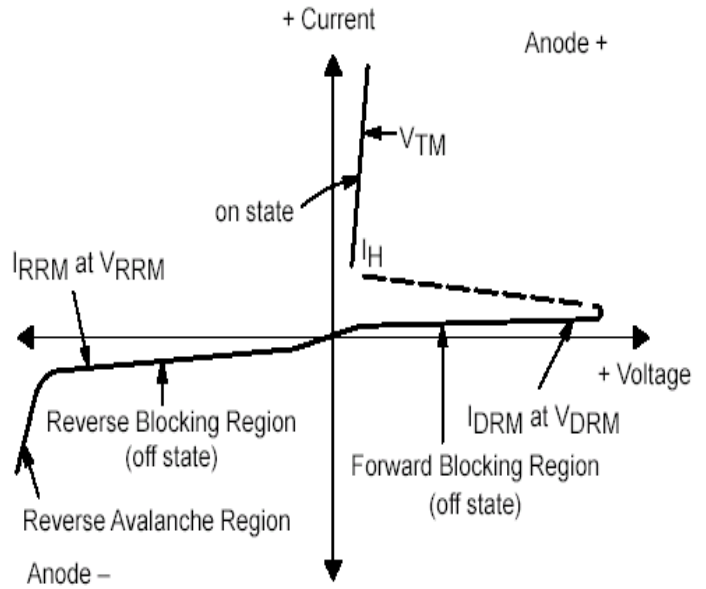 + Current
Anode +
VTM
on state
IH
IRRM at VRRM
+ Voltage
IDRM at VDRM
Reverse Blocking Region
(off state)
Forward Blocking Region
(off state)
Reverse Avalanche Region
Anode –